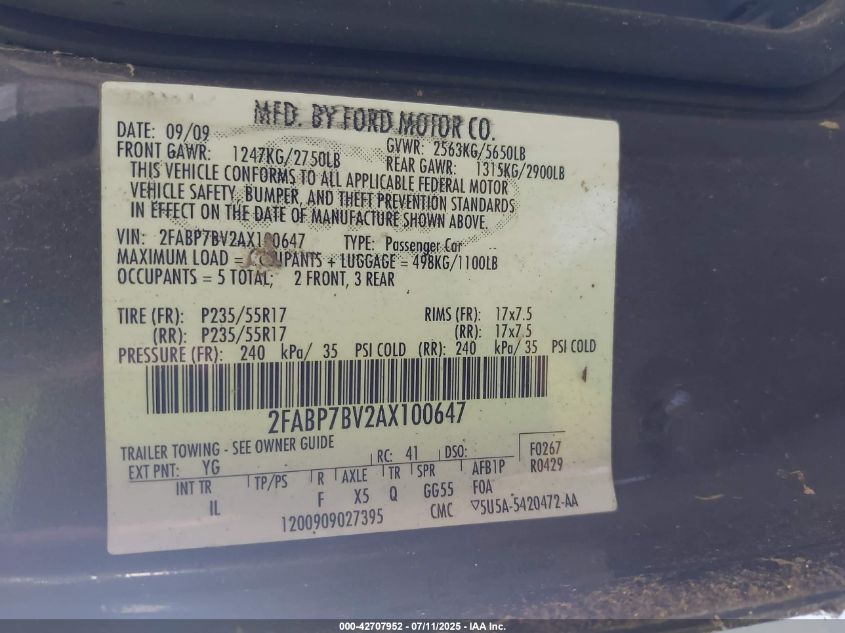 MFD. BY FORD MOTOR CO.
DATE: 09/09 GVWR: 2563KG/5650LB
FRONT GAWR: 1247KG/2750LB REAR GAWR: 1315KG/2900LB
THIS VEHICLE CONFORMS TO ALL APPLICABLE FEDERAL MOTOR
VEHICLE SAFETY, BUMPER, AND THEFT PREVENTION STANDARDS
IN EFFECT ON THE DATE OF MANUFACTURE SHOWN ABOVE.
VIN: 2FABP7BV2AX100647 TYPE: Passenger Car
MAXIMUM LOAD = OCCUPANTS + LUGGAGE = 498KG/1100LB
OCCUPANTS = 5 TOTAL; 2 FRONT, 3 REAR
TIRE (FR): P235/55R17 RIMS (FR): 17x7.5
(RR): P235/55R17 (RR): 17x7.5
PRESSURE (FR): 240 kPa/ 35 PSI COLD (RR): 240 kPa/ 35 PSI COLD
2FABP7BV2AX100647
TRAILER TOWING - SEE OWNER GUIDE
EXT PNT: YG RC: 41 DSO: F0267
INT TR TP/PS R AXLE TR SPR AFB1P R0429
IL F X5 Q GG55 FOA
1200909027395 CMC ▽5U5A-5420472-AA
000-42707952 / 07/11/2025 - IAA Inc.